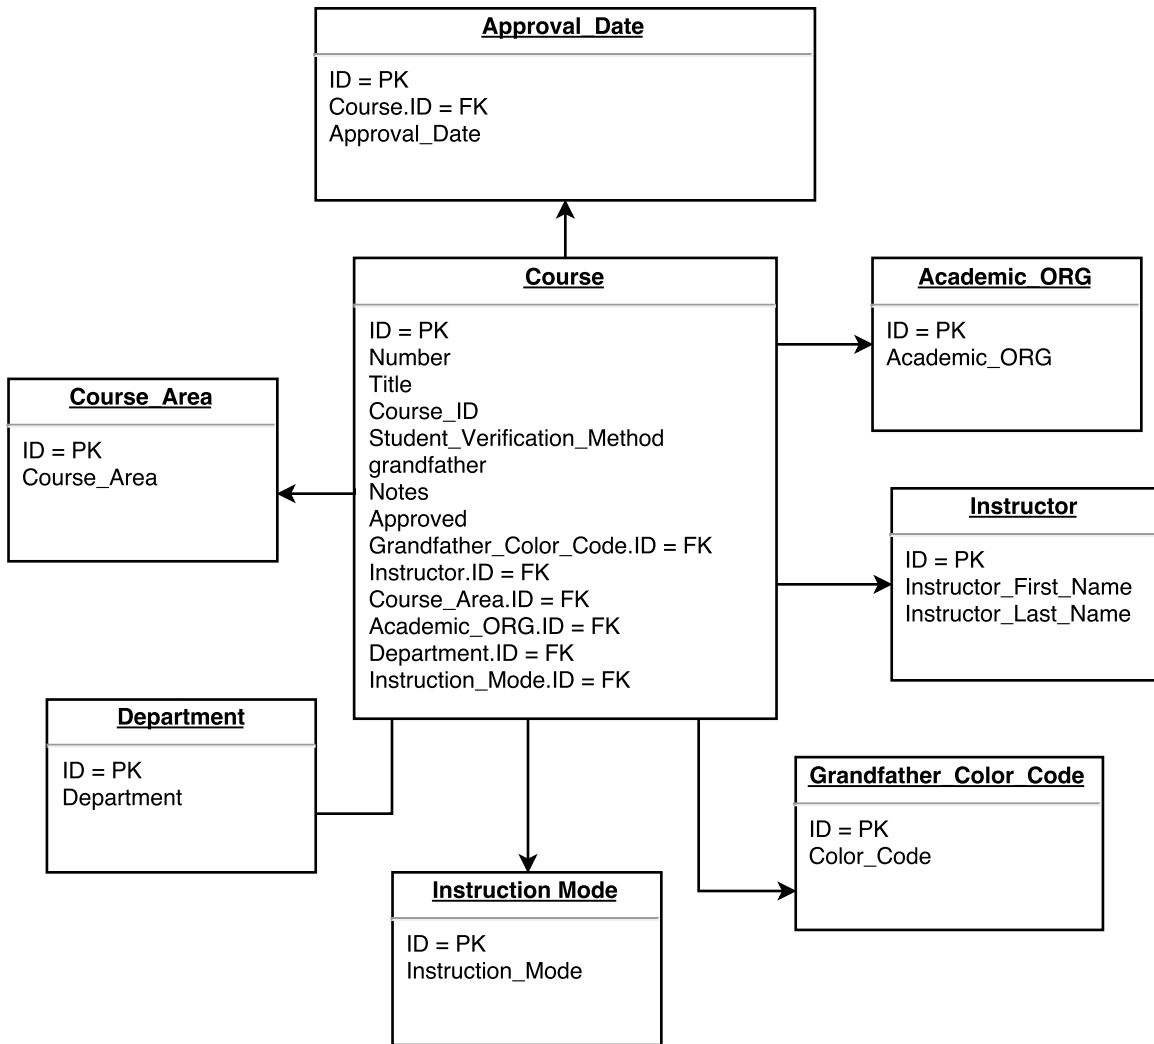 Approval_Date
ID = PK
Course.ID = FK
Approval_Date
Course
ID = PK
Number
Title
Course_ID
Student_Verification_Method
grandfather
Notes
Approved
Grandfather_Color_Code.ID = FK
Instructor.ID = FK
Course_Area.ID = FK
Academic_ORG.ID = FK
Department.ID = FK
Instruction_Mode.ID = FK
Academic_ORG
ID = PK
Academic_ORG
Course_Area
ID = PK
Course_Area
Instructor
ID = PK
Instructor_First_Name
Instructor_Last_Name
Department
ID = PK
Department
Grandfather_Color_Code
ID = PK
Color_Code
Instruction Mode
ID = PK
Instruction_Mode